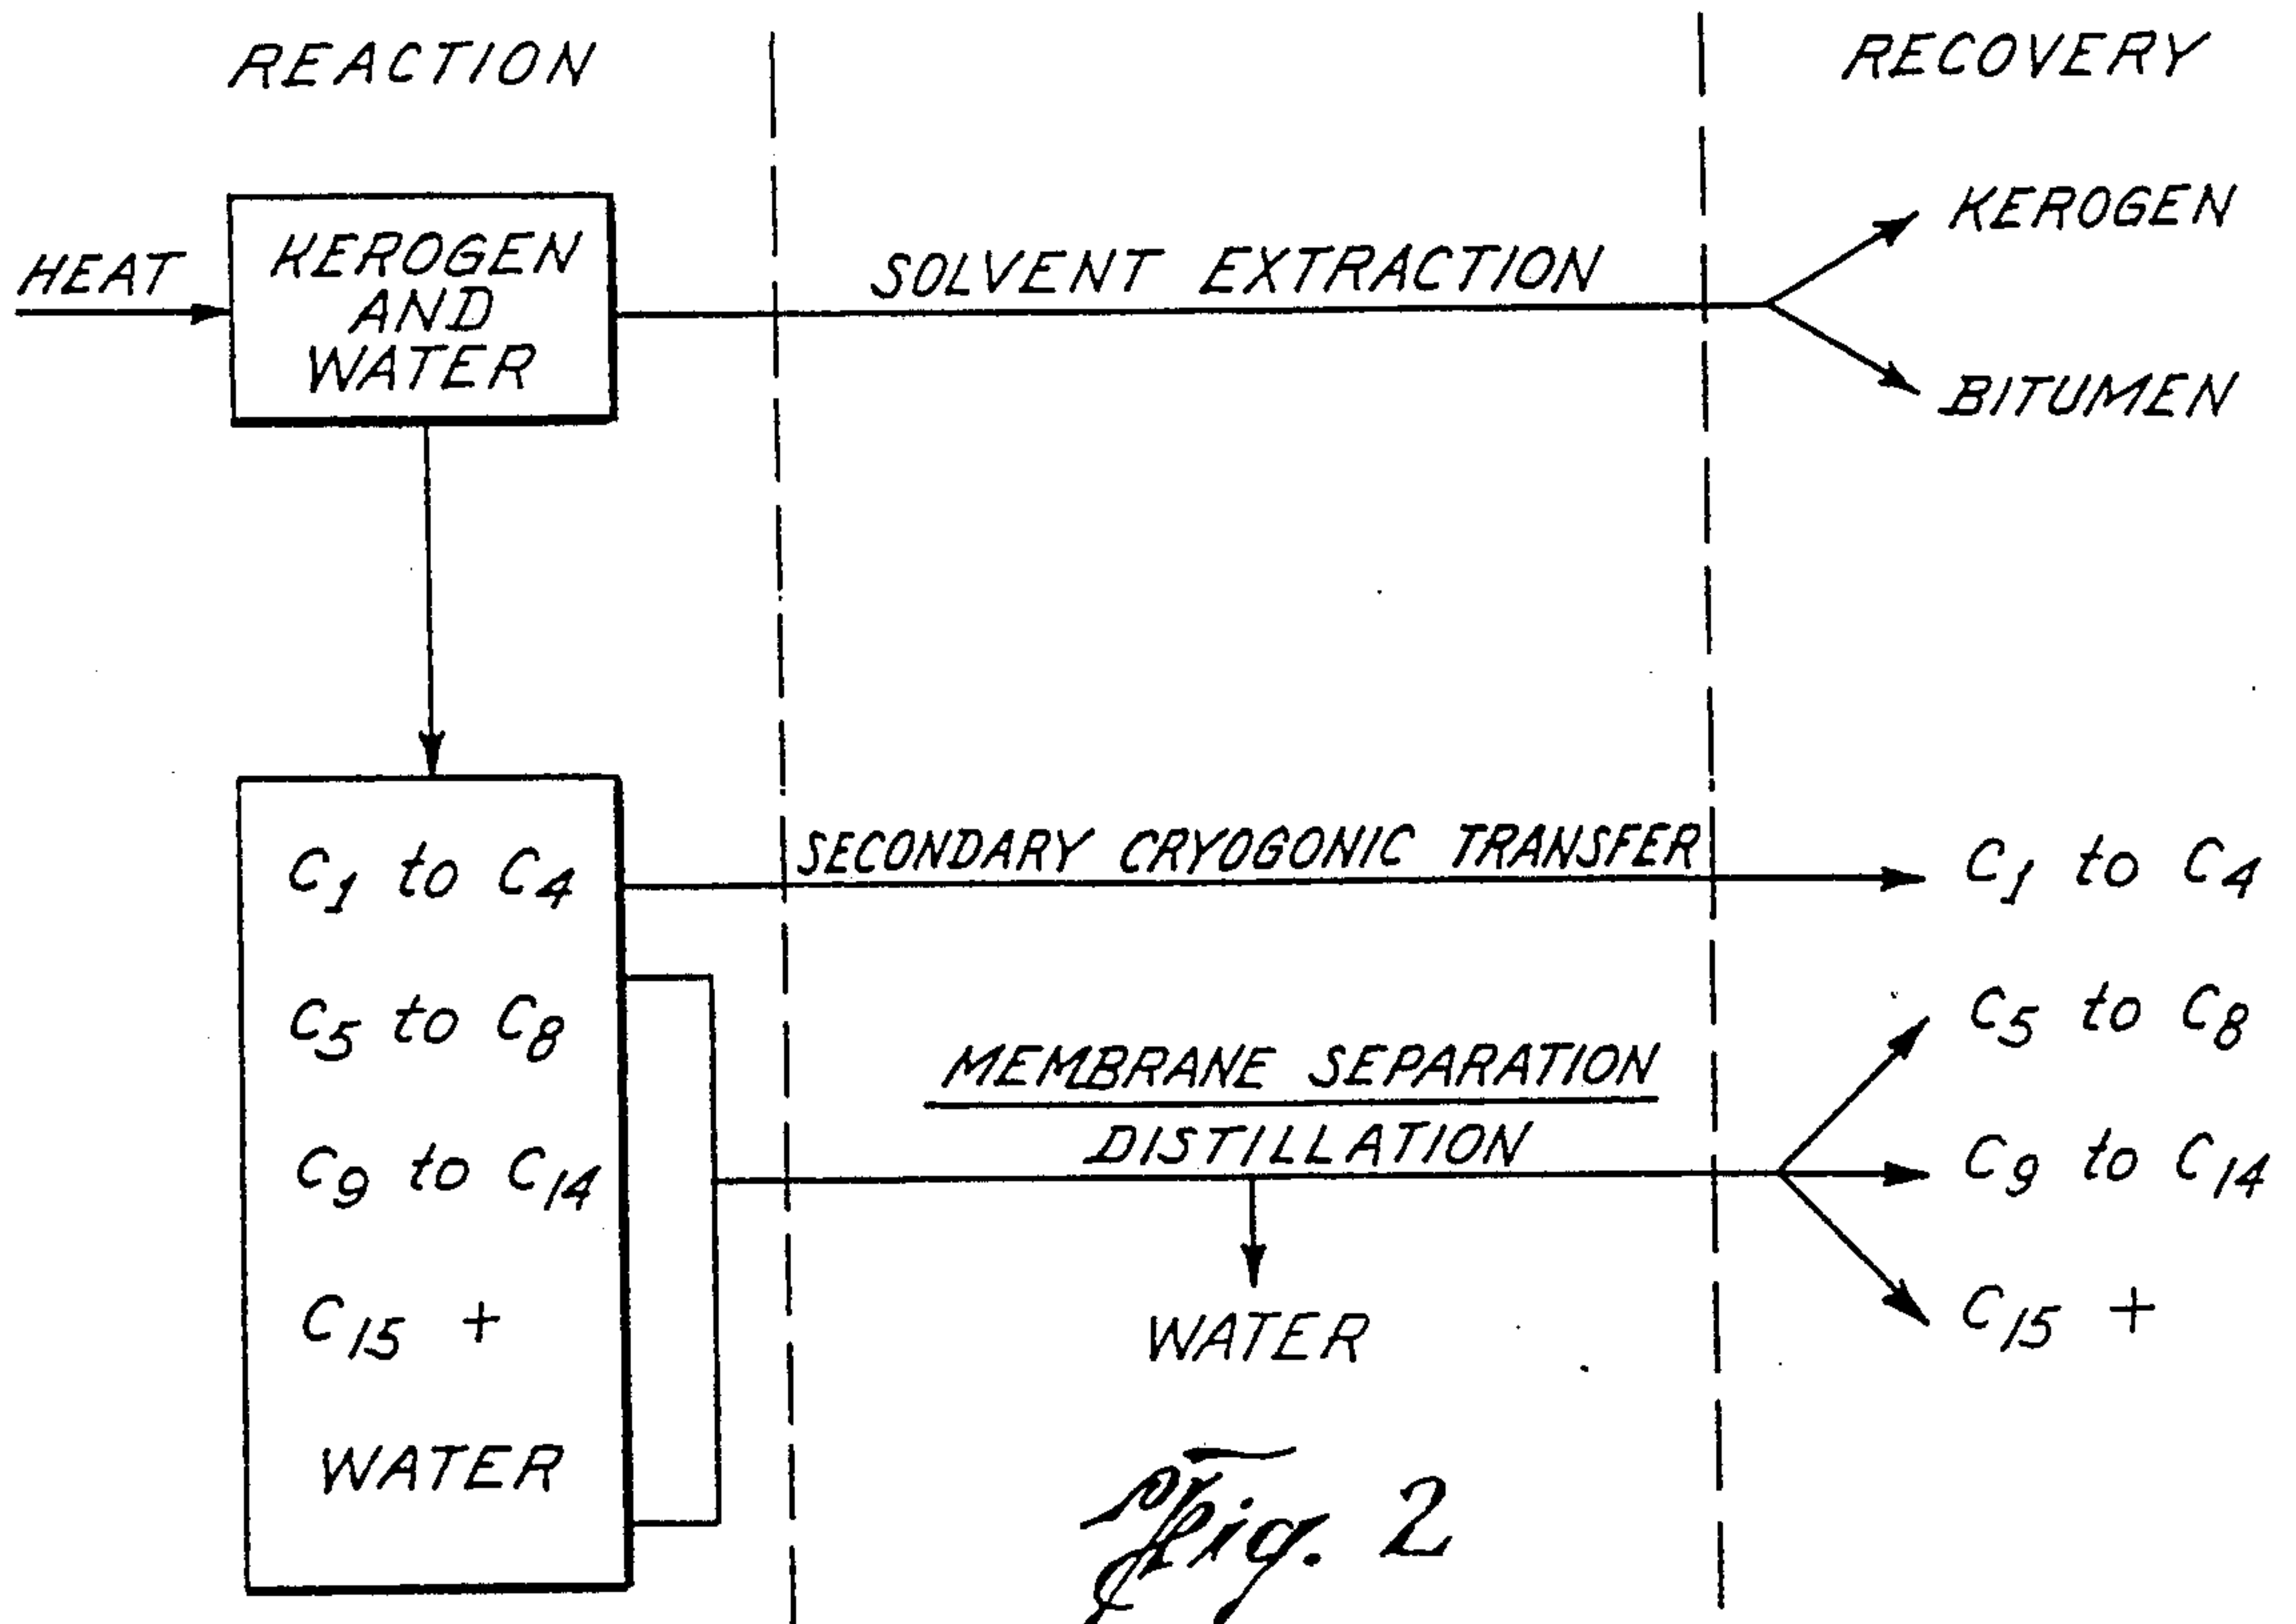 REACTION
RECOVERY
HEAT
KEROGEN
AND
WATER
SOLVENT EXTRACTION
KEROGEN
BITUMEN
C1 to C4
C5 to C8
C9 to C14
C15 +
WATER
SECONDARY CRYOGONIC TRANSFER
C1 to C4
MEMBRANE SEPARATION
DISTILLATION
WATER
C5 to C8
C9 to C14
C15 +
Fig. 2